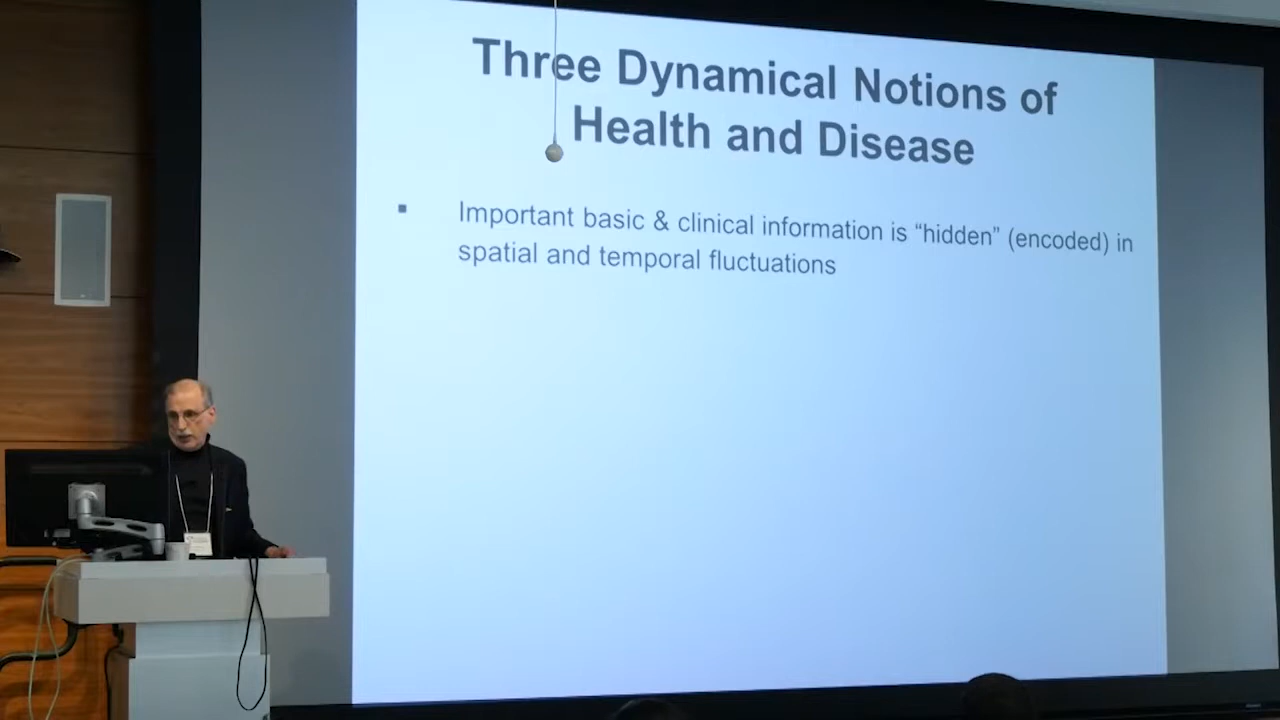 Three Dynamical Notions of
Health and Disease
▪ Important basic & clinical information is “hidden” (encoded) in
spatial and temporal fluctuations